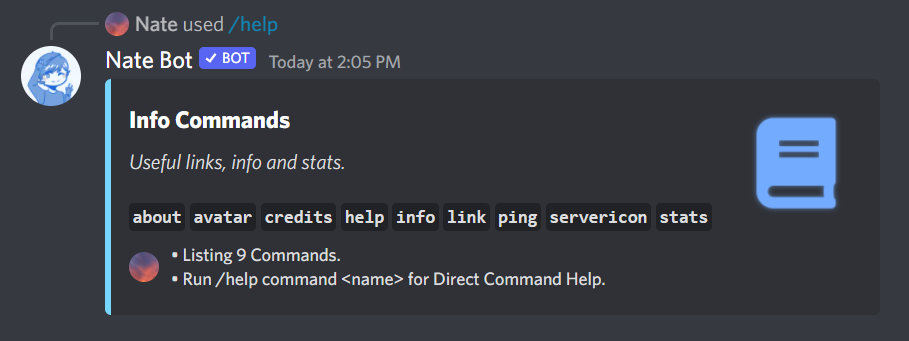 Nate used /help
Nate Bot ✓ BOT Today at 2:05 PM
Info Commands
Useful links, info and stats.
about avatar credits help info link ping servericon stats
• Listing 9 Commands.
• Run /help command <name> for Direct Command Help.